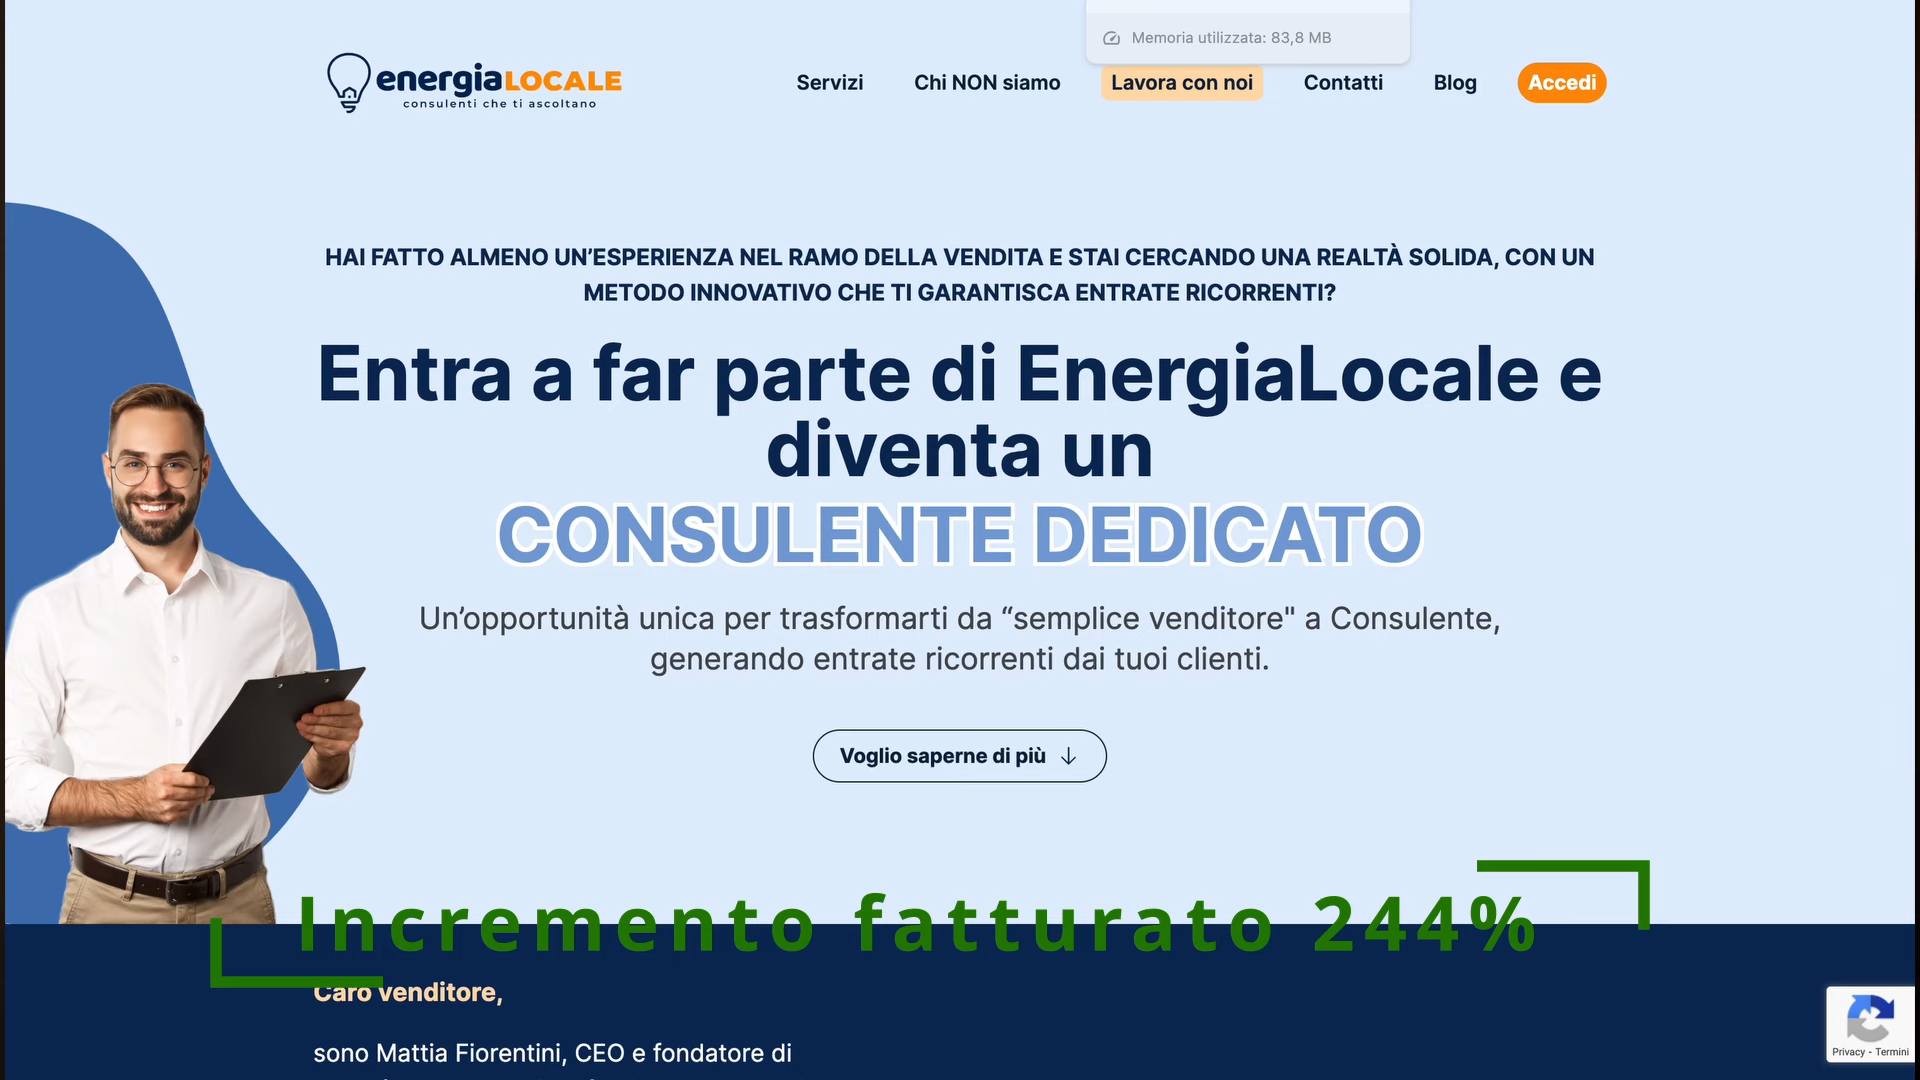 Memoria utilizzata: 83,8 MB
energiaLOCALE
consulenti che ti ascoltano
Servizi
Chi NON siamo
Lavora con noi
Contatti
Blog
Accedi
HAI FATTO ALMENO UN’ESPERIENZA NEL RAMO DELLA VENDITA E STAI CERCANDO UNA REALTÀ SOLIDA, CON UN
METODO INNOVATIVO CHE TI GARANTISCA ENTRATE RICORRENTI?
Entra a far parte di EnergiaLocale e
diventa un
CONSULENTE DEDICATO
Un’opportunità unica per trasformarti da “semplice venditore" a Consulente,
generando entrate ricorrenti dai tuoi clienti.
Voglio saperne di più ↓
Incremento fatturato 244%
Caro venditore,
sono Mattia Fiorentini, CEO e fondatore di
Privacy - Termini